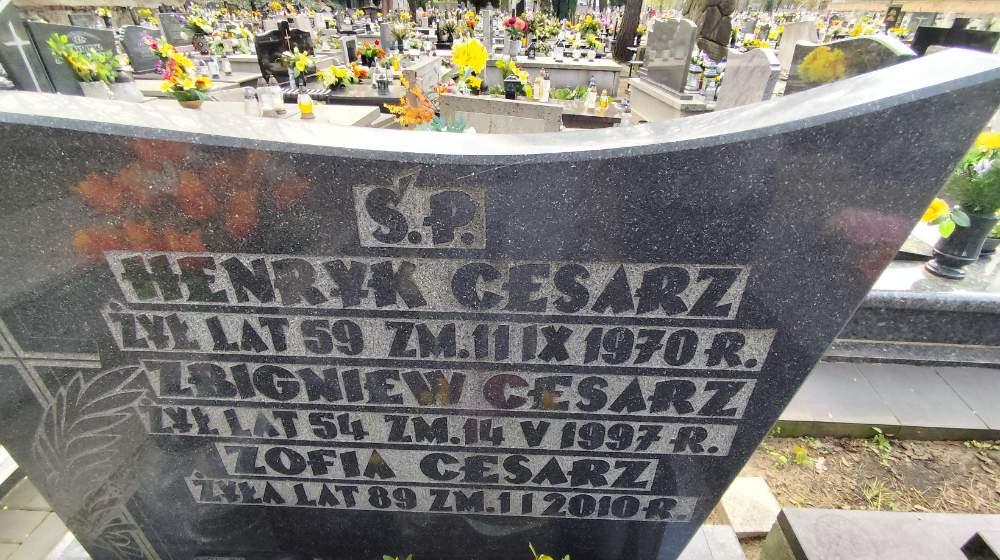 Ś.P.
HENRYK CESARZ
ŻYŁ LAT 59 ZM.11 IX 1970 R.
ZBIGNIEW CESARZ
ŻYŁ LAT 54 ZM.14 V 1997 R.
ZOFIA CESARZ
ŻYŁA LAT 89 ZM.1 I 2010 R.